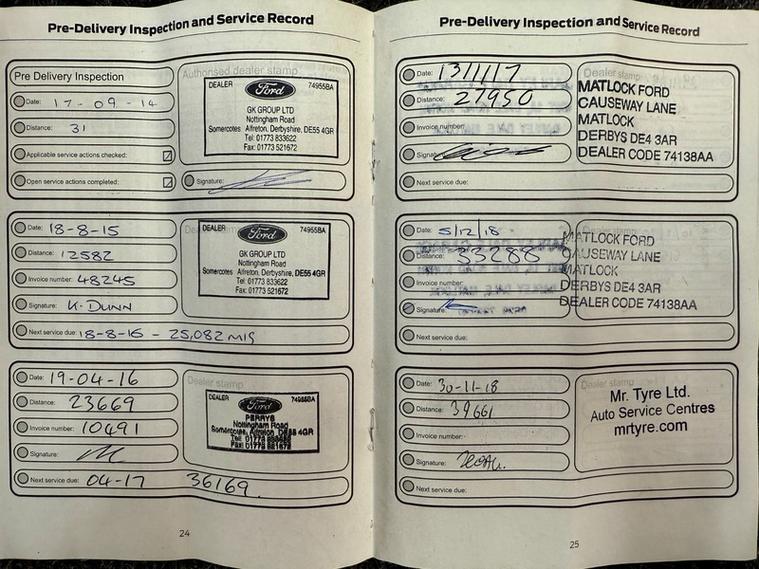 Pre-Delivery Inspection and Service Record
Pre Delivery Inspection
Date: 17-09-14
Distance: 31
Applicable service actions checked:
Open service actions completed:
Authorised dealer stamp
DEALER Ford 74955BA
GK GROUP LTD
Nottingham Road
Somercotes Alfreton, Derbyshire, DE55 4GR
Tel: 01773 833622
Fax: 01773 521672
Signature:
Date: 18-8-15
Distance: 12582
Invoice number: 48245
Signature: K. DUNN
Next service due: 18-8-16 - 25,082 MIS
DEALER Ford 74955BA
GK GROUP LTD
Nottingham Road
Somercotes Alfreton, Derbyshire, DE55 4GR
Tel: 01773 833622
Fax: 01773 521672
Date: 19-04-16
Distance: 23669
Invoice number: 10491
Signature:
Next service due: 04-17 36169
Dealer stamp
DEALER Ford 74955BA
PERRYS
Nottingham Road
Somercotes, Alfreton, DE55 4GR
24
Pre-Delivery Inspection and Service Record
Date: 13/1/17
Distance: 27950
Invoice number:
Signature:
Next service due:
Dealer stamp
MATLOCK FORD
CAUSEWAY LANE
MATLOCK
DERBYS DE4 3AR
DEALER CODE 74138AA
Date: 5/12/18
Distance: 33288
Invoice number:
Signature:
Next service due:
MATLOCK FORD
CAUSEWAY LANE
MATLOCK
DERBYS DE4 3AR
DEALER CODE 74138AA
Date: 30-11-18
Distance: 39661
Invoice number:
Signature:
Next service due:
Dealer stamp
Mr. Tyre Ltd.
Auto Service Centres
mrtyre.com
25